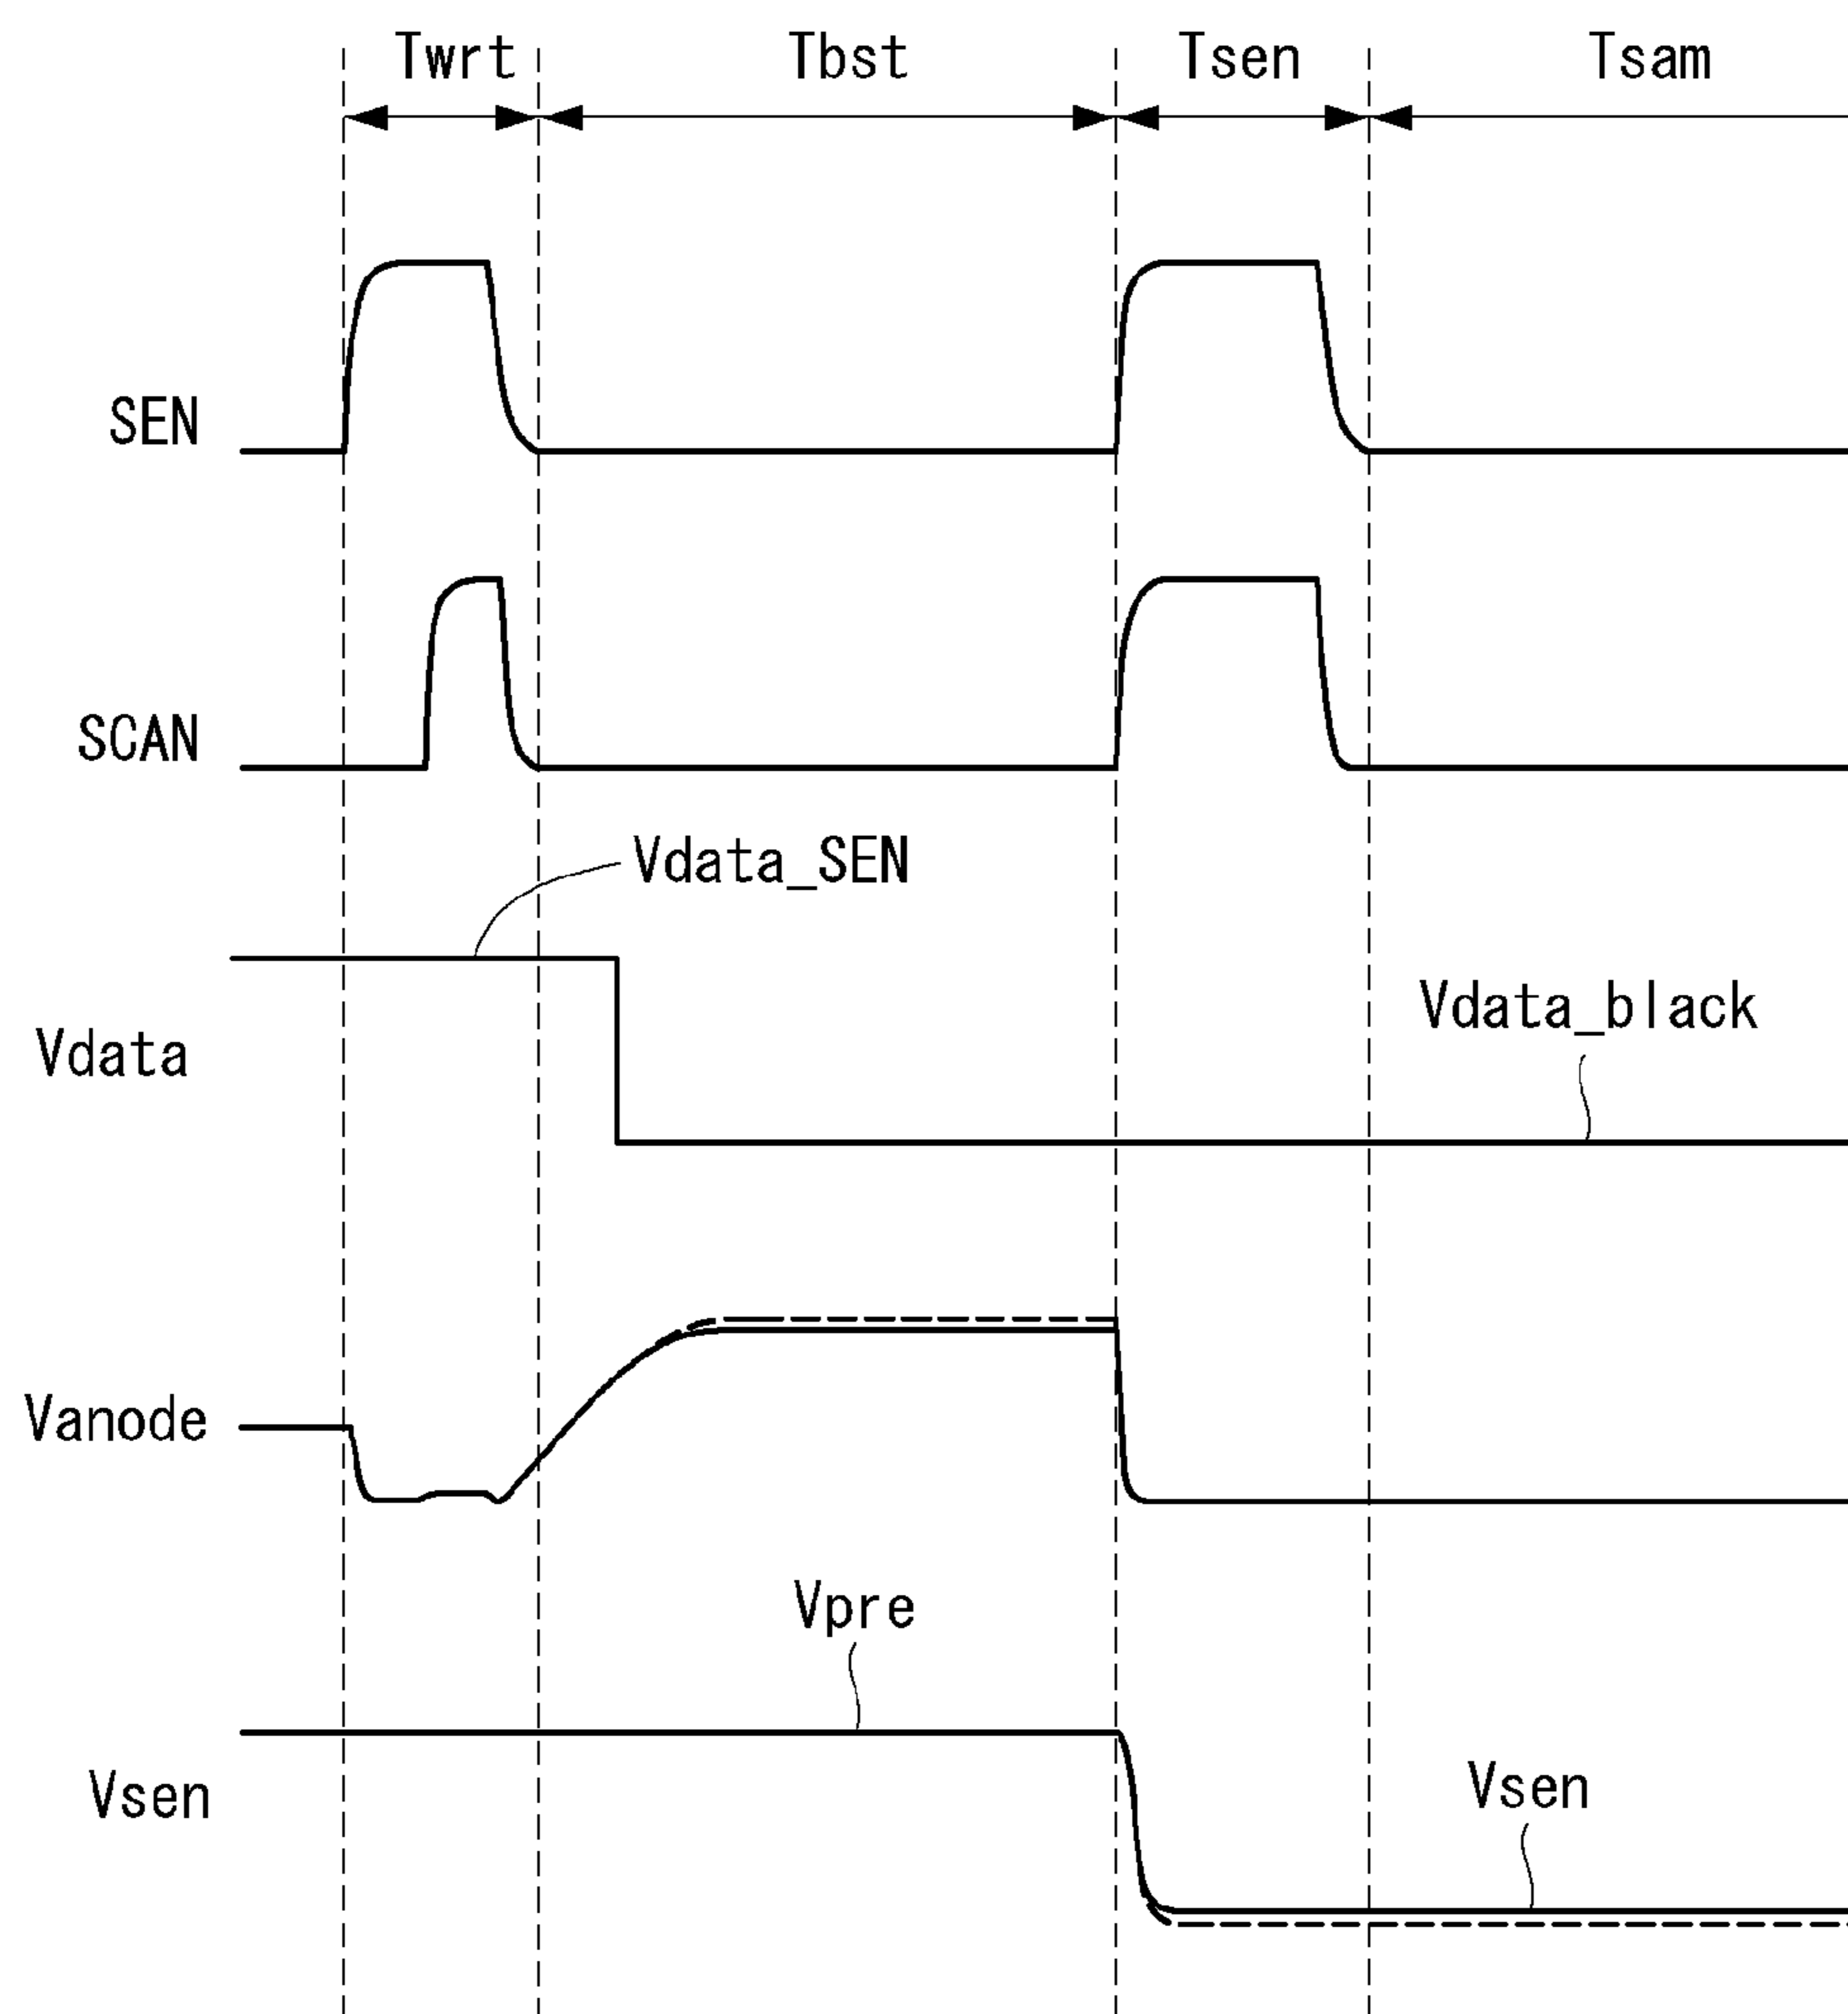 Twrt Tbst Tsen Tsam
SEN
SCAN
Vdata_SEN
Vdata_black
Vdata
Vanode
Vpre
Vsen
Vsen